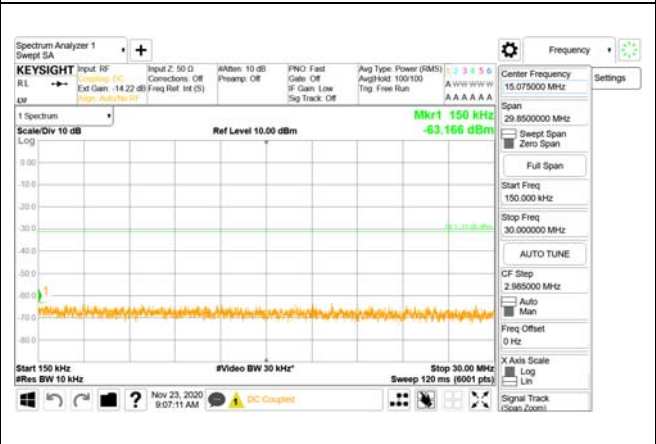 Spectrum Analyzer 1
Swept SA
Frequency
KEYSIGHT
RL
Input: RF
Coupling: DC
Ext Gain: -14.22 dB
Align: Auto/No RF
Input Z: 50 Ω
Corrections: Off
Freq Ref: Int (S)
#Atten: 10 dB
Preamp: Off
PNO: Fast
Gate: Off
IF Gain: Low
Sig Track: Off
Avg Type: Power (RMS)
Avg|Hold: 100/100
Trig: Free Run
1 2 3 4 5 6
A W W W W W
A A A A A A
1 Spectrum
Scale/Div 10 dB
Log
Ref Level 10.00 dBm
Mkr1 150 kHz
-63.166 dBm
0.00
-10.0
-20.0
-30.0
-40.0
-50.0
-60.0
-70.0
-80.0
1
Start 150 kHz
#Res BW 10 kHz
#Video BW 30 kHz*
Stop 30.00 MHz
Sweep 120 ms (6001 pts)
Nov 23, 2020
9:07:11 AM
DC Coupled
Center Frequency
15.075000 MHz
Settings
Span
29.8500000 MHz
Swept Span
Zero Span
Full Span
Start Freq
150.000 kHz
Stop Freq
30.000000 MHz
AUTO TUNE
CF Step
2.985000 MHz
Auto
Man
Freq Offset
0 Hz
X Axis Scale
Log
Lin
Signal Track
(Span Zoom)